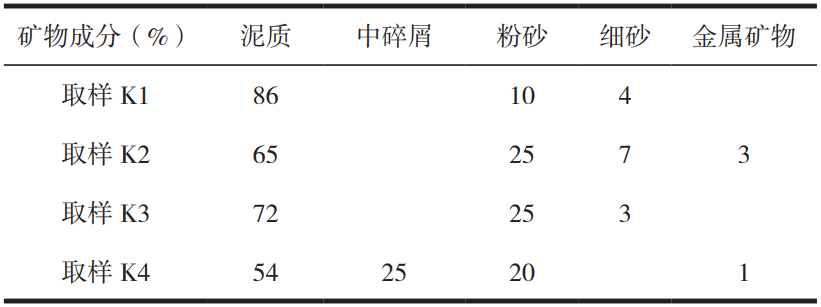 矿物成分（%） 泥质 中碎屑 粉砂 细砂 金属矿物
取样 K1 86 10 4
取样 K2 65 25 7 3
取样 K3 72 25 3
取样 K4 54 25 20 1